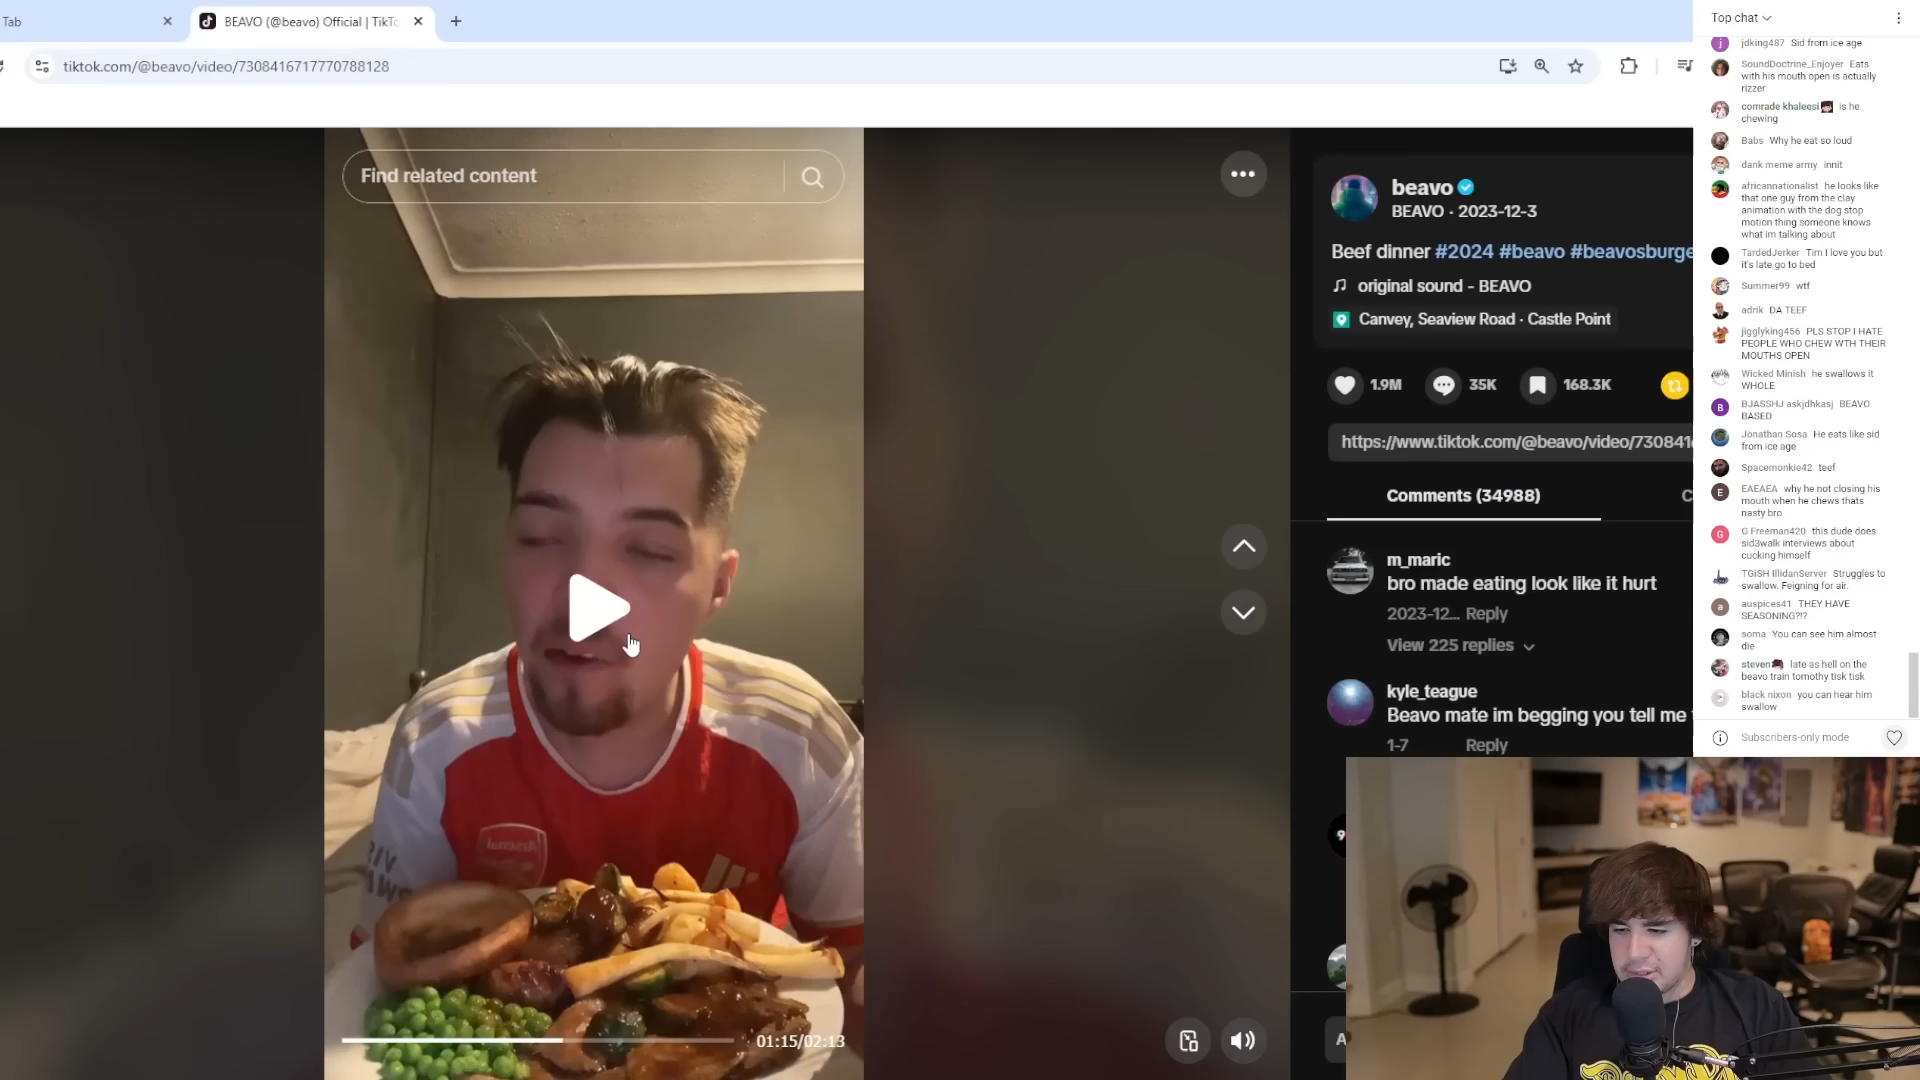 Tab
BEAVO (@beavo) Official | TikTo
tiktok.com/@beavo/video/7308416717770788128
Find related content
beavo
BEAVO · 2023-12-3
Beef dinner #2024 #beavo #beavosburge
original sound - BEAVO
Canvey, Seaview Road · Castle Point
1.9M
35K
168.3K
https://www.tiktok.com/@beavo/video/730841
Comments (34988)
C
m_maric
bro made eating look like it hurt
2023-12... Reply
View 225 replies
kyle_teague
Beavo mate im begging you tell me
1-7 Reply
Arsenal
01:15/02:13
Top chat
jdking487 Sid from ice age
SoundDoctrine_Enjoyer Eats
with his mouth open is actually
rizzer
comrade khaleesi is he
chewing
Babs Why he eat so loud
dank meme army innit
africannationalist he looks like
that one guy from the clay
animation with the dog stop
motion thing someone knows
what im talking about
TardedJerker Tim I love you but
it's late go to bed
Summer99 wtf
adrik DA TEEF
jigglyking456 PLS STOP I HATE
PEOPLE WHO CHEW WTH THEIR
MOUTHS OPEN
Wicked Minish he swallows it
WHOLE
BJASSHJ askjdhkasj BEAVO
BASED
Jonathan Sosa He eats like sid
from ice age
Spacemonkie42 teef
EAEAEA why he not closing his
mouth when he chews thats
nasty bro
G Freeman420 this dude does
sid3walk interviews about
cucking himself
TGiSH IllidanServer Struggles to
swallow. Feigning for air.
auspices41 THEY HAVE
SEASONING?!?
soma You can see him almost
die
steven late as hell on the
beavo train tomothy tisk tisk
black nixon you can hear him
swallow
Subscribers-only mode